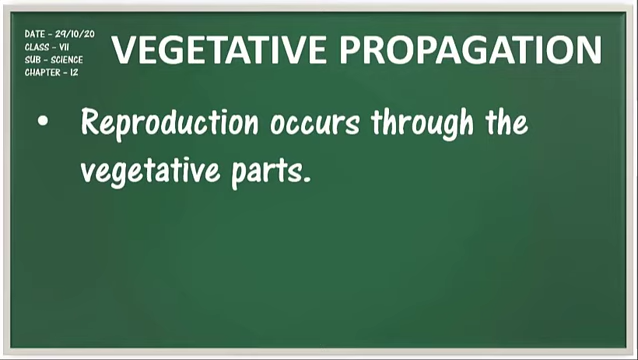 DATE - 29/10/20
CLASS - VII
SUB - SCIENCE
CHAPTER - 12
VEGETATIVE PROPAGATION
• Reproduction occurs through the
vegetative parts.